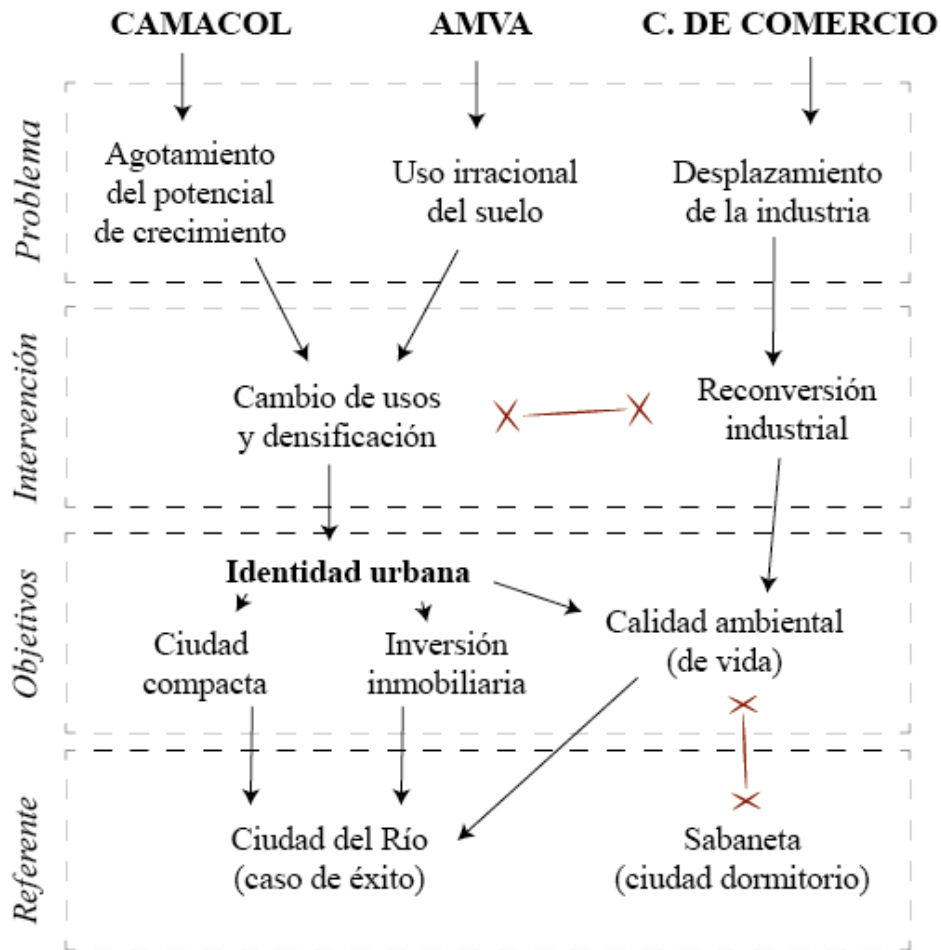 CAMACOL
AMVA
C. DE COMERCIO
Problema
Agotamiento
del potencial
de crecimiento
Uso irracional
del suelo
Desplazamiento
de la industria
Intervención
Cambio de usos
y densificación
Reconversión
industrial
Objetivos
Identidad urbana
Ciudad
compacta
Inversión
inmobiliaria
Calidad ambiental
(de vida)
Referente
Ciudad del Río
(caso de éxito)
Sabaneta
(ciudad dormitorio)